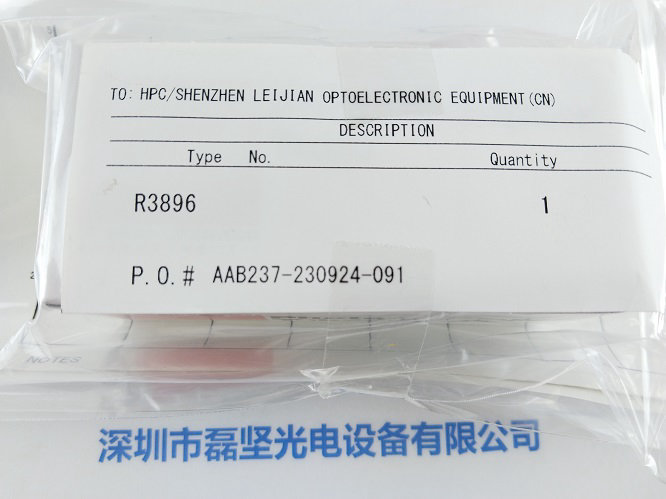 TO: HPC/SHENZHEN LEIJIAN OPTOELECTRONIC EQUIPMENT(CN)
DESCRIPTION
Type No. Quantity
R3896 1
P.O.# AAB237-230924-091
NOTES
深圳市磊坚光电设备有限公司